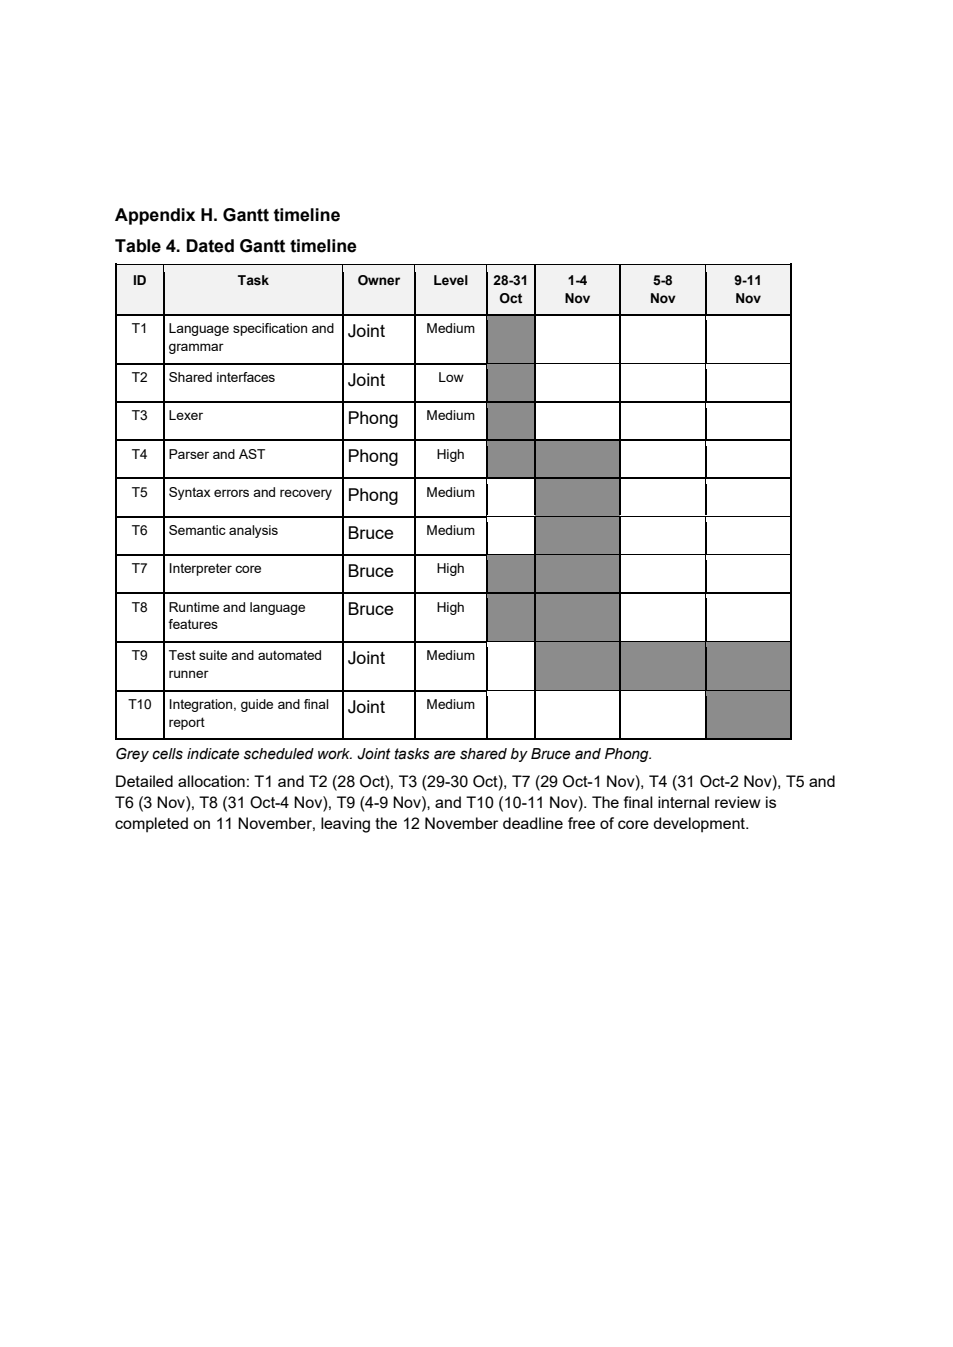 Appendix H. Gantt timeline
Table 4. Dated Gantt timeline
ID Task Owner Level 28-31 Oct 1-4 Nov 5-8 Nov 9-11 Nov
T1 Language specification and grammar Joint Medium
T2 Shared interfaces Joint Low
T3 Lexer Phong Medium
T4 Parser and AST Phong High
T5 Syntax errors and recovery Phong Medium
T6 Semantic analysis Bruce Medium
T7 Interpreter core Bruce High
T8 Runtime and language features Bruce High
T9 Test suite and automated runner Joint Medium
T10 Integration, guide and final report Joint Medium
Grey cells indicate scheduled work. Joint tasks are shared by Bruce and Phong.
Detailed allocation: T1 and T2 (28 Oct), T3 (29-30 Oct), T7 (29 Oct-1 Nov), T4 (31 Oct-2 Nov), T5 and
T6 (3 Nov), T8 (31 Oct-4 Nov), T9 (4-9 Nov), and T10 (10-11 Nov). The final internal review is
completed on 11 November, leaving the 12 November deadline free of core development.